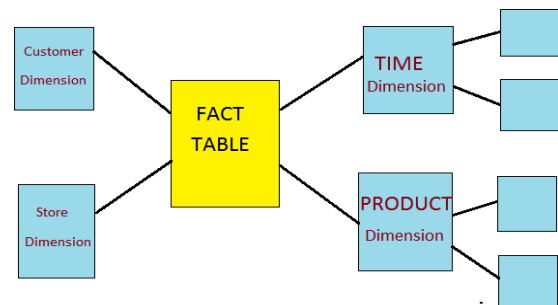 Customer
Dimension
Store
Dimension
FACT
TABLE
TIME
Dimension
PRODUCT
Dimension